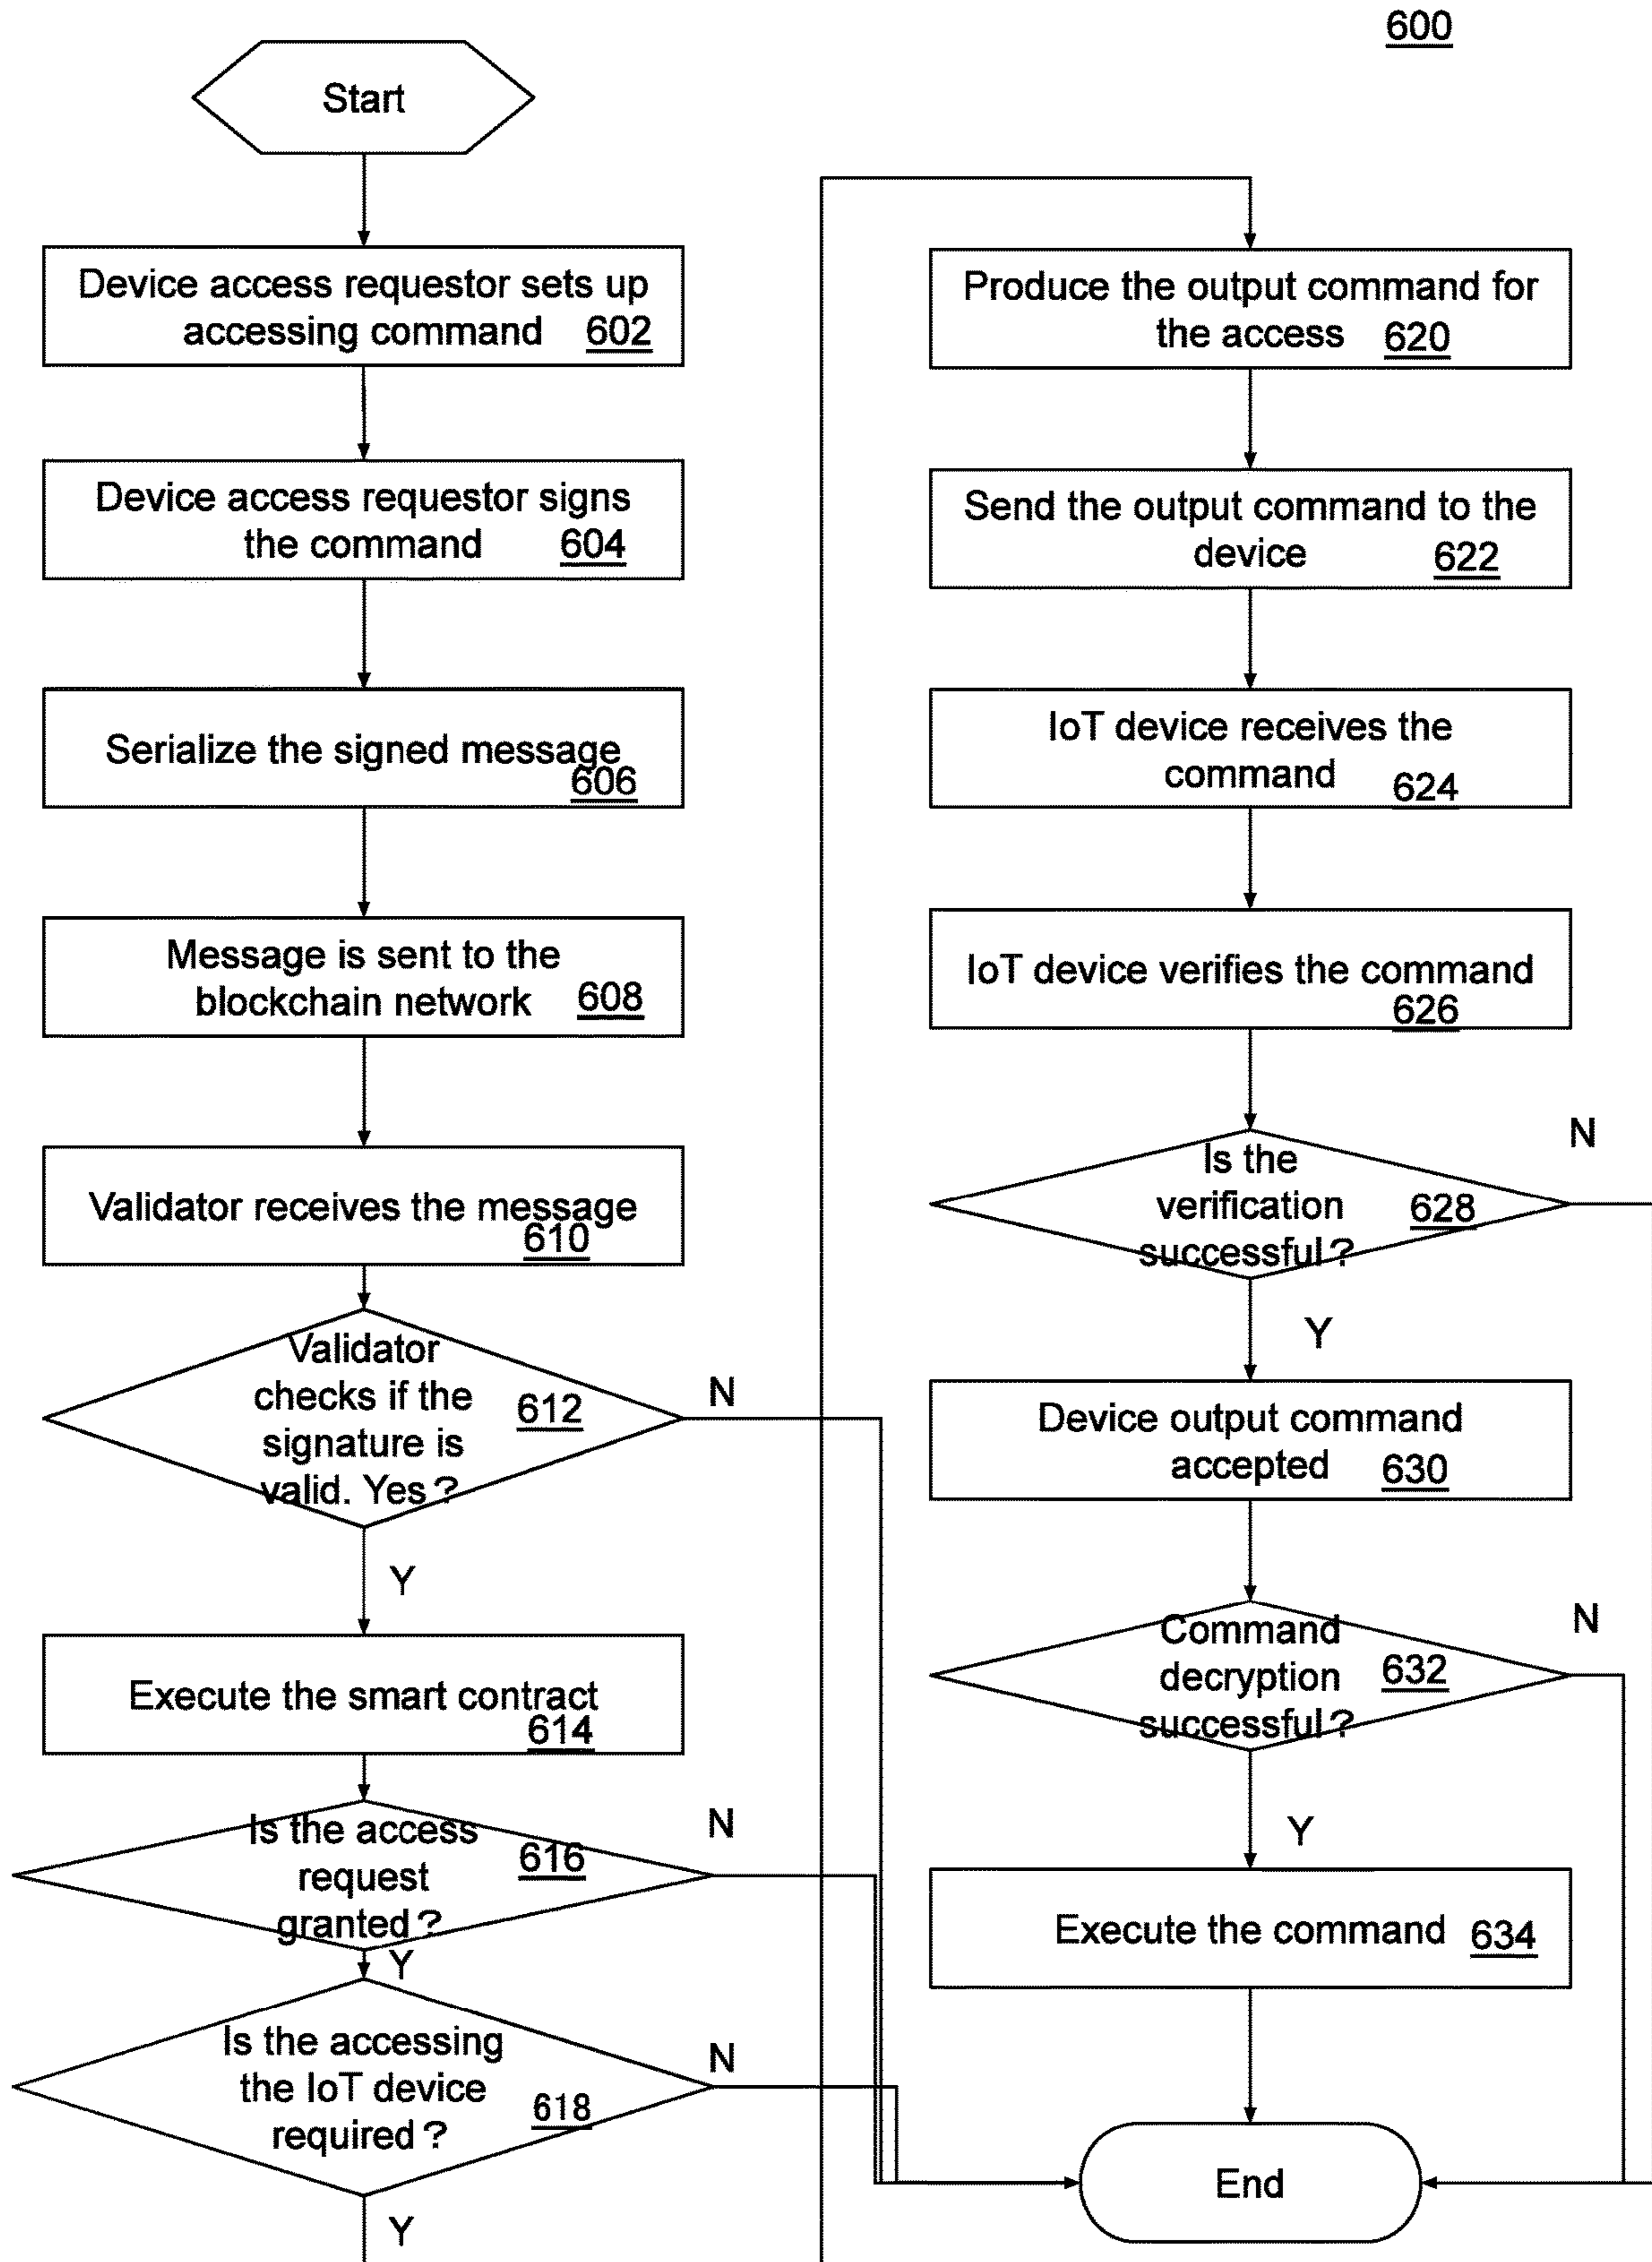 600
Start
Device access requestor sets up
accessing command 602
Device access requestor signs
the command 604
Serialize the signed message
606
Message is sent to the
blockchain network 608
Validator receives the message
610
Validator
checks if the
signature is
valid. Yes?
612
N
Y
Execute the smart contract
614
Is the access
request
granted?
616
N
Y
Is the accessing
the IoT device
required?
618
N
Y
Produce the output command for
the access 620
Send the output command to the
device 622
IoT device receives the
command 624
IoT device verifies the command
626
Is the
verification
successful?
628
N
Y
Device output command
accepted 630
Command
decryption
successful?
632
N
Y
Execute the command 634
End